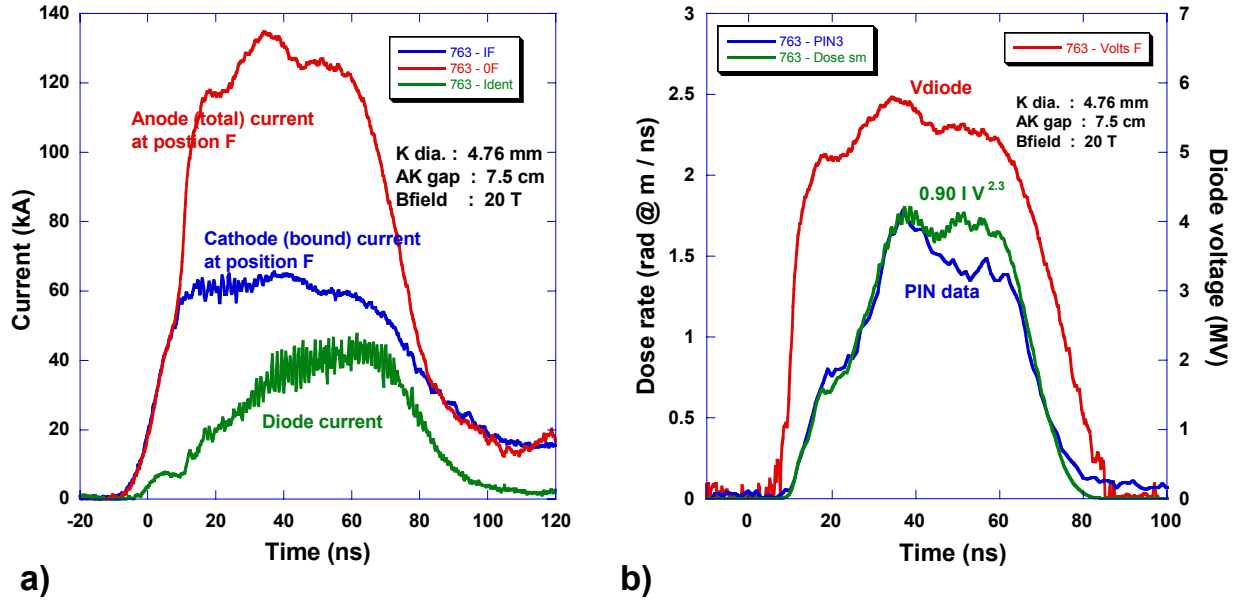 140
120
100
80
60
40
20
0
Current (kA)
763 - IF
763 - 0F
763 - Ident
Anode (total) current
at postion F
K dia. : 4.76 mm
AK gap : 7.5 cm
Bfield : 20 T
Cathode (bound) current
at position F
Diode current
-20 0 20 40 60 80 100 120
Time (ns)
a)
3
2.5
2
1.5
1
0.5
0
Dose rate (rad @ m / ns)
763 - PIN3
763 - Dose sm
763 - Volts F
Vdiode
K dia. : 4.76 mm
AK gap : 7.5 cm
Bfield : 20 T
0.90 I V 2.3
PIN data
7
6
5
4
3
2
1
0
Diode voltage (MV)
0 20 40 60 80 100
Time (ns)
b)